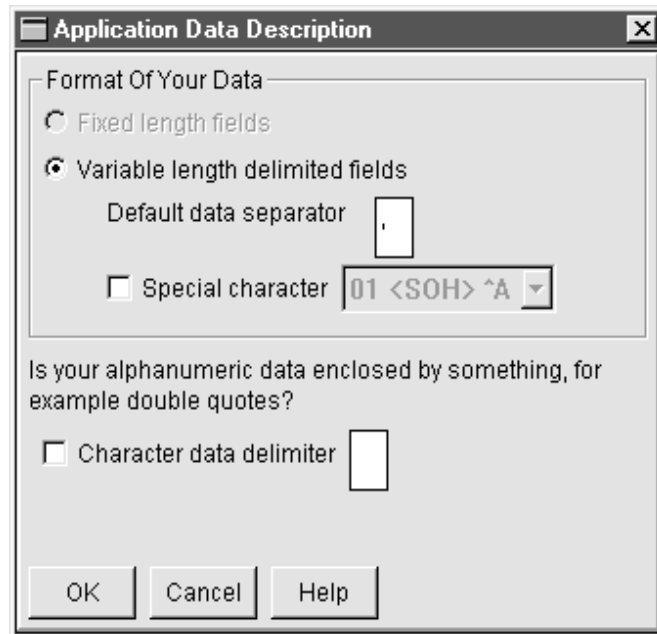 Application Data Description
Format Of Your Data
Fixed length fields
Variable length delimited fields
Default data separator ,
Special character 01 <SOH> ^A
Is your alphanumeric data enclosed by something, for
example double quotes?
Character data delimiter
OK Cancel Help